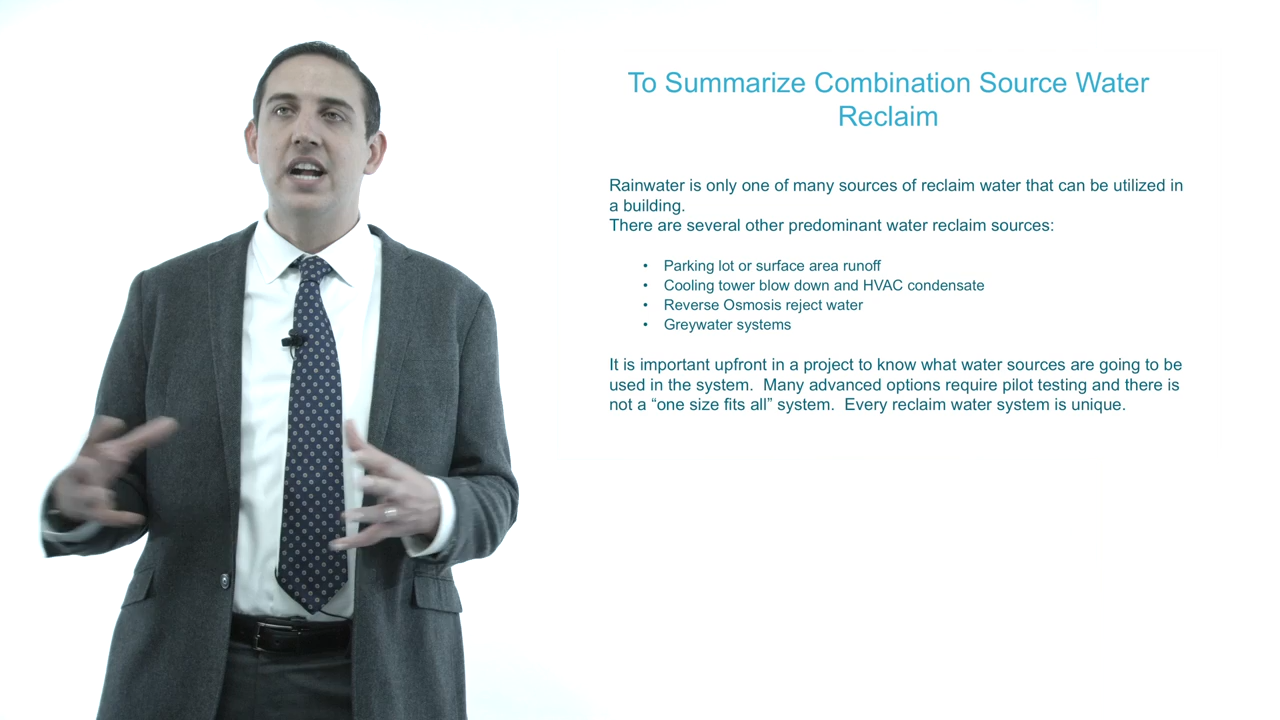 To Summarize Combination Source Water
Reclaim
Rainwater is only one of many sources of reclaim water that can be utilized in
a building.
There are several other predominant water reclaim sources:
• Parking lot or surface area runoff
• Cooling tower blow down and HVAC condensate
• Reverse Osmosis reject water
• Greywater systems
It is important upfront in a project to know what water sources are going to be
used in the system.  Many advanced options require pilot testing and there is
not a “one size fits all” system.  Every reclaim water system is unique.